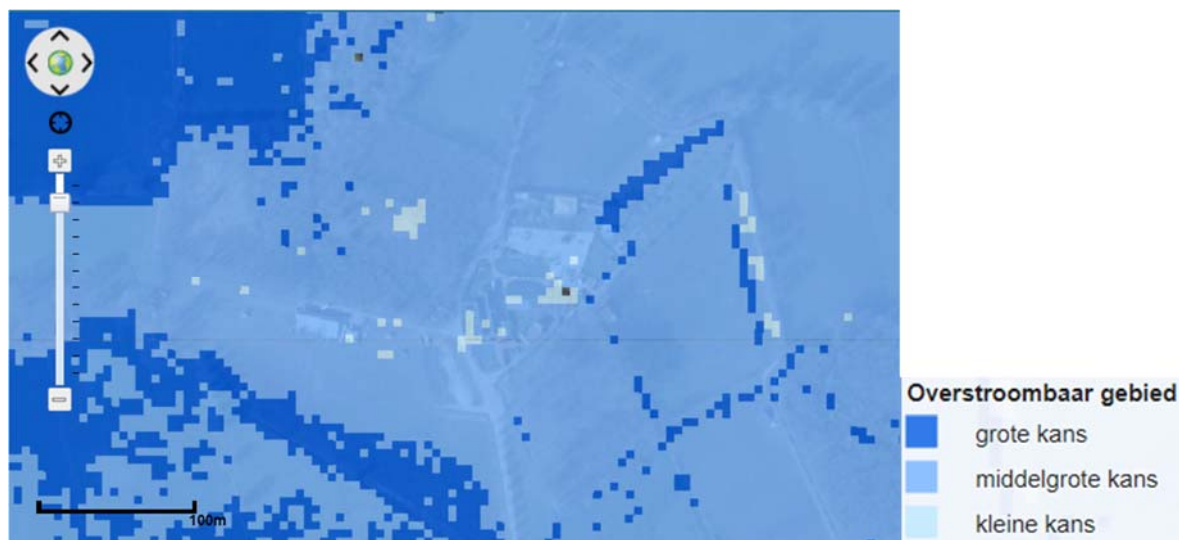 100m
Overstroombaar gebied
grote kans
middelgrote kans
kleine kans